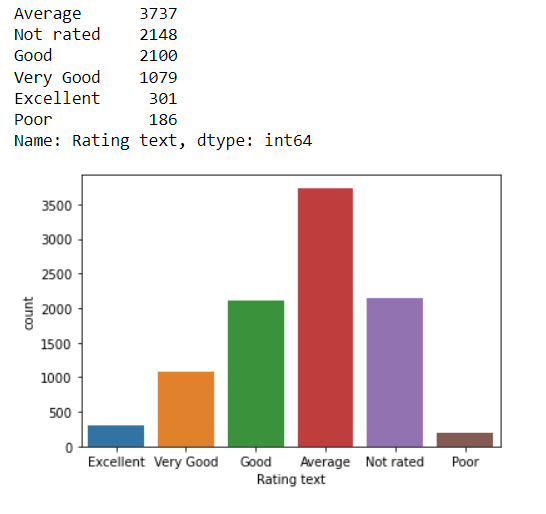 Average 3737
Not rated 2148
Good 2100
Very Good 1079
Excellent 301
Poor 186
Name: Rating text, dtype: int64
3500
3000
2500
2000
1500
1000
500
0
count
Excellent Very Good Good Average Not rated Poor
Rating text